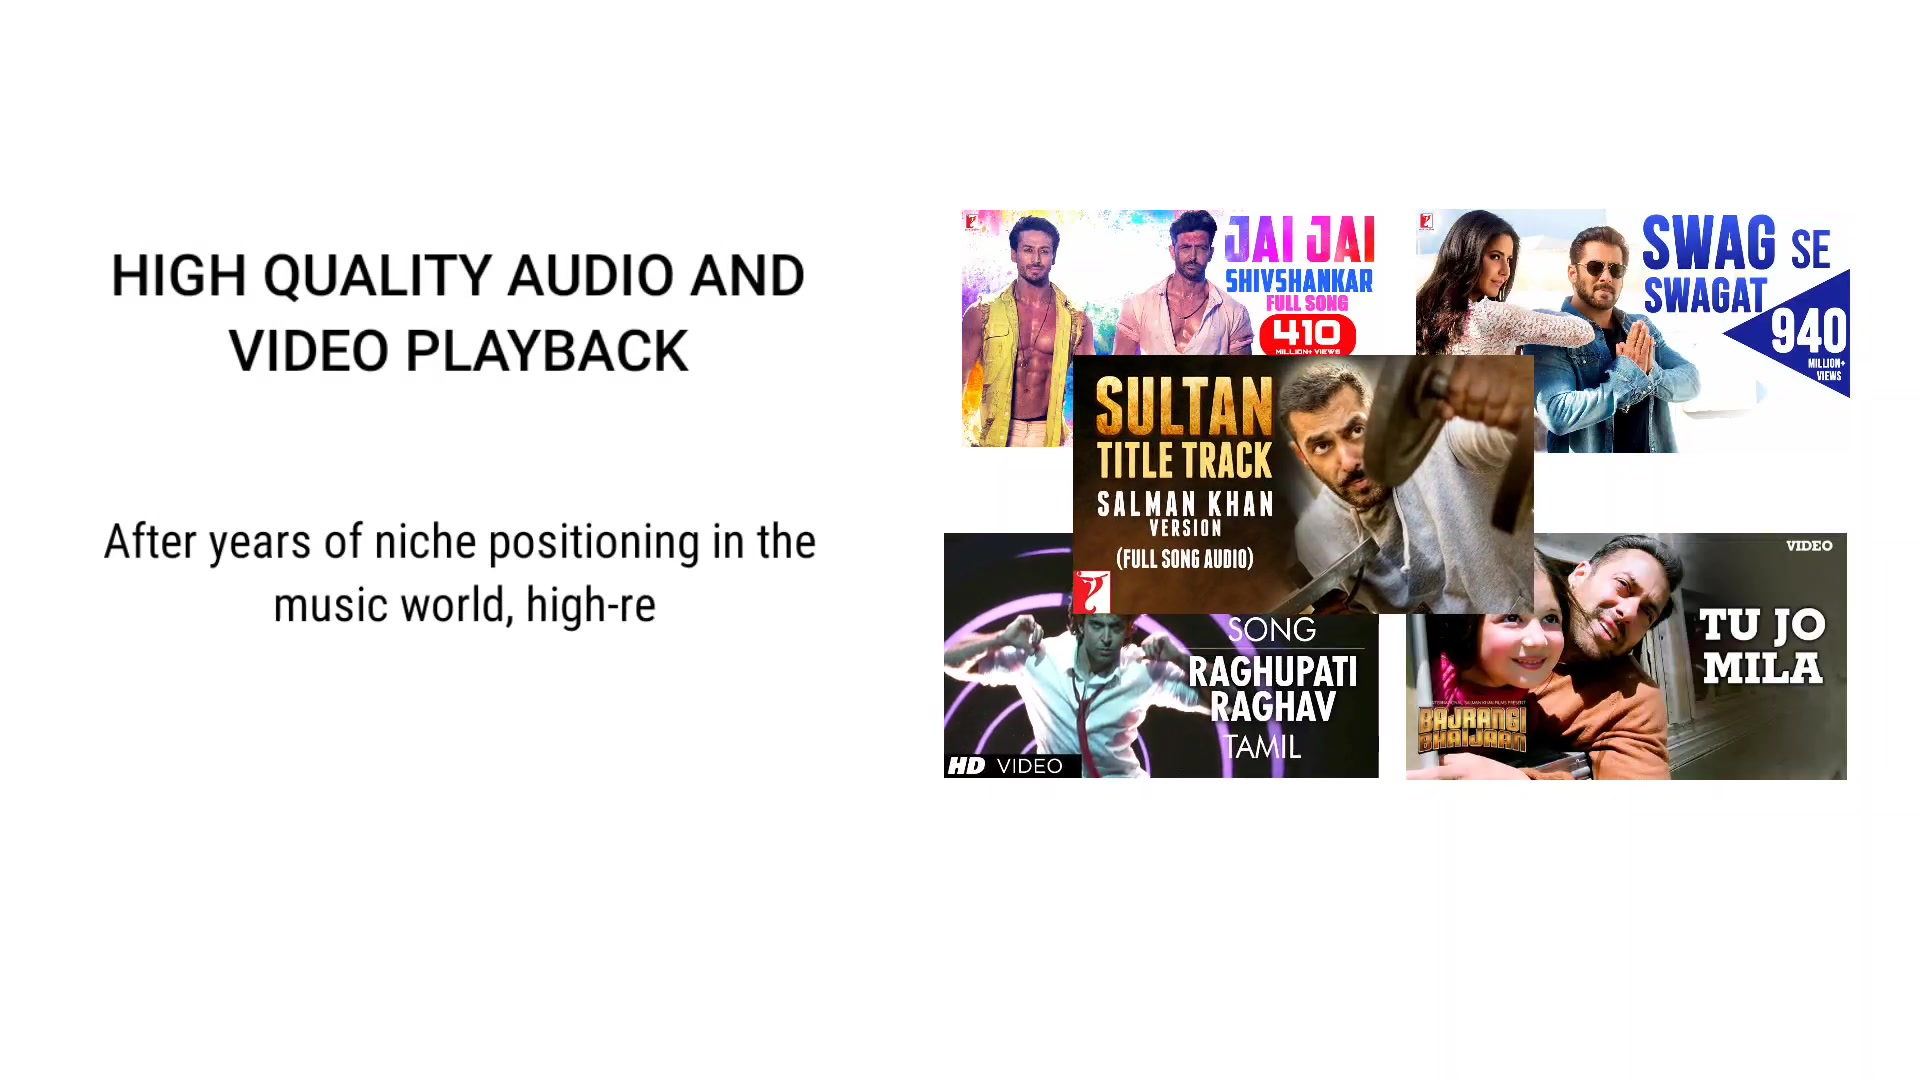 HIGH QUALITY AUDIO AND
VIDEO PLAYBACK
After years of niche positioning in the
music world, high-re
JAI JAI
SHIVSHANKAR
FULL SONG
410
MILLION+ VIEWS
SWAG SE
SWAGAT
940
MILLION+
VIEWS
SULTAN
TITLE TRACK
SALMAN KHAN
VERSION
(FULL SONG AUDIO)
SONG
RAGHUPATI
RAGHAV
TAMIL
HD VIDEO
VIDEO
TU JO
MILA
BAJRANGI
BHAIJAAN